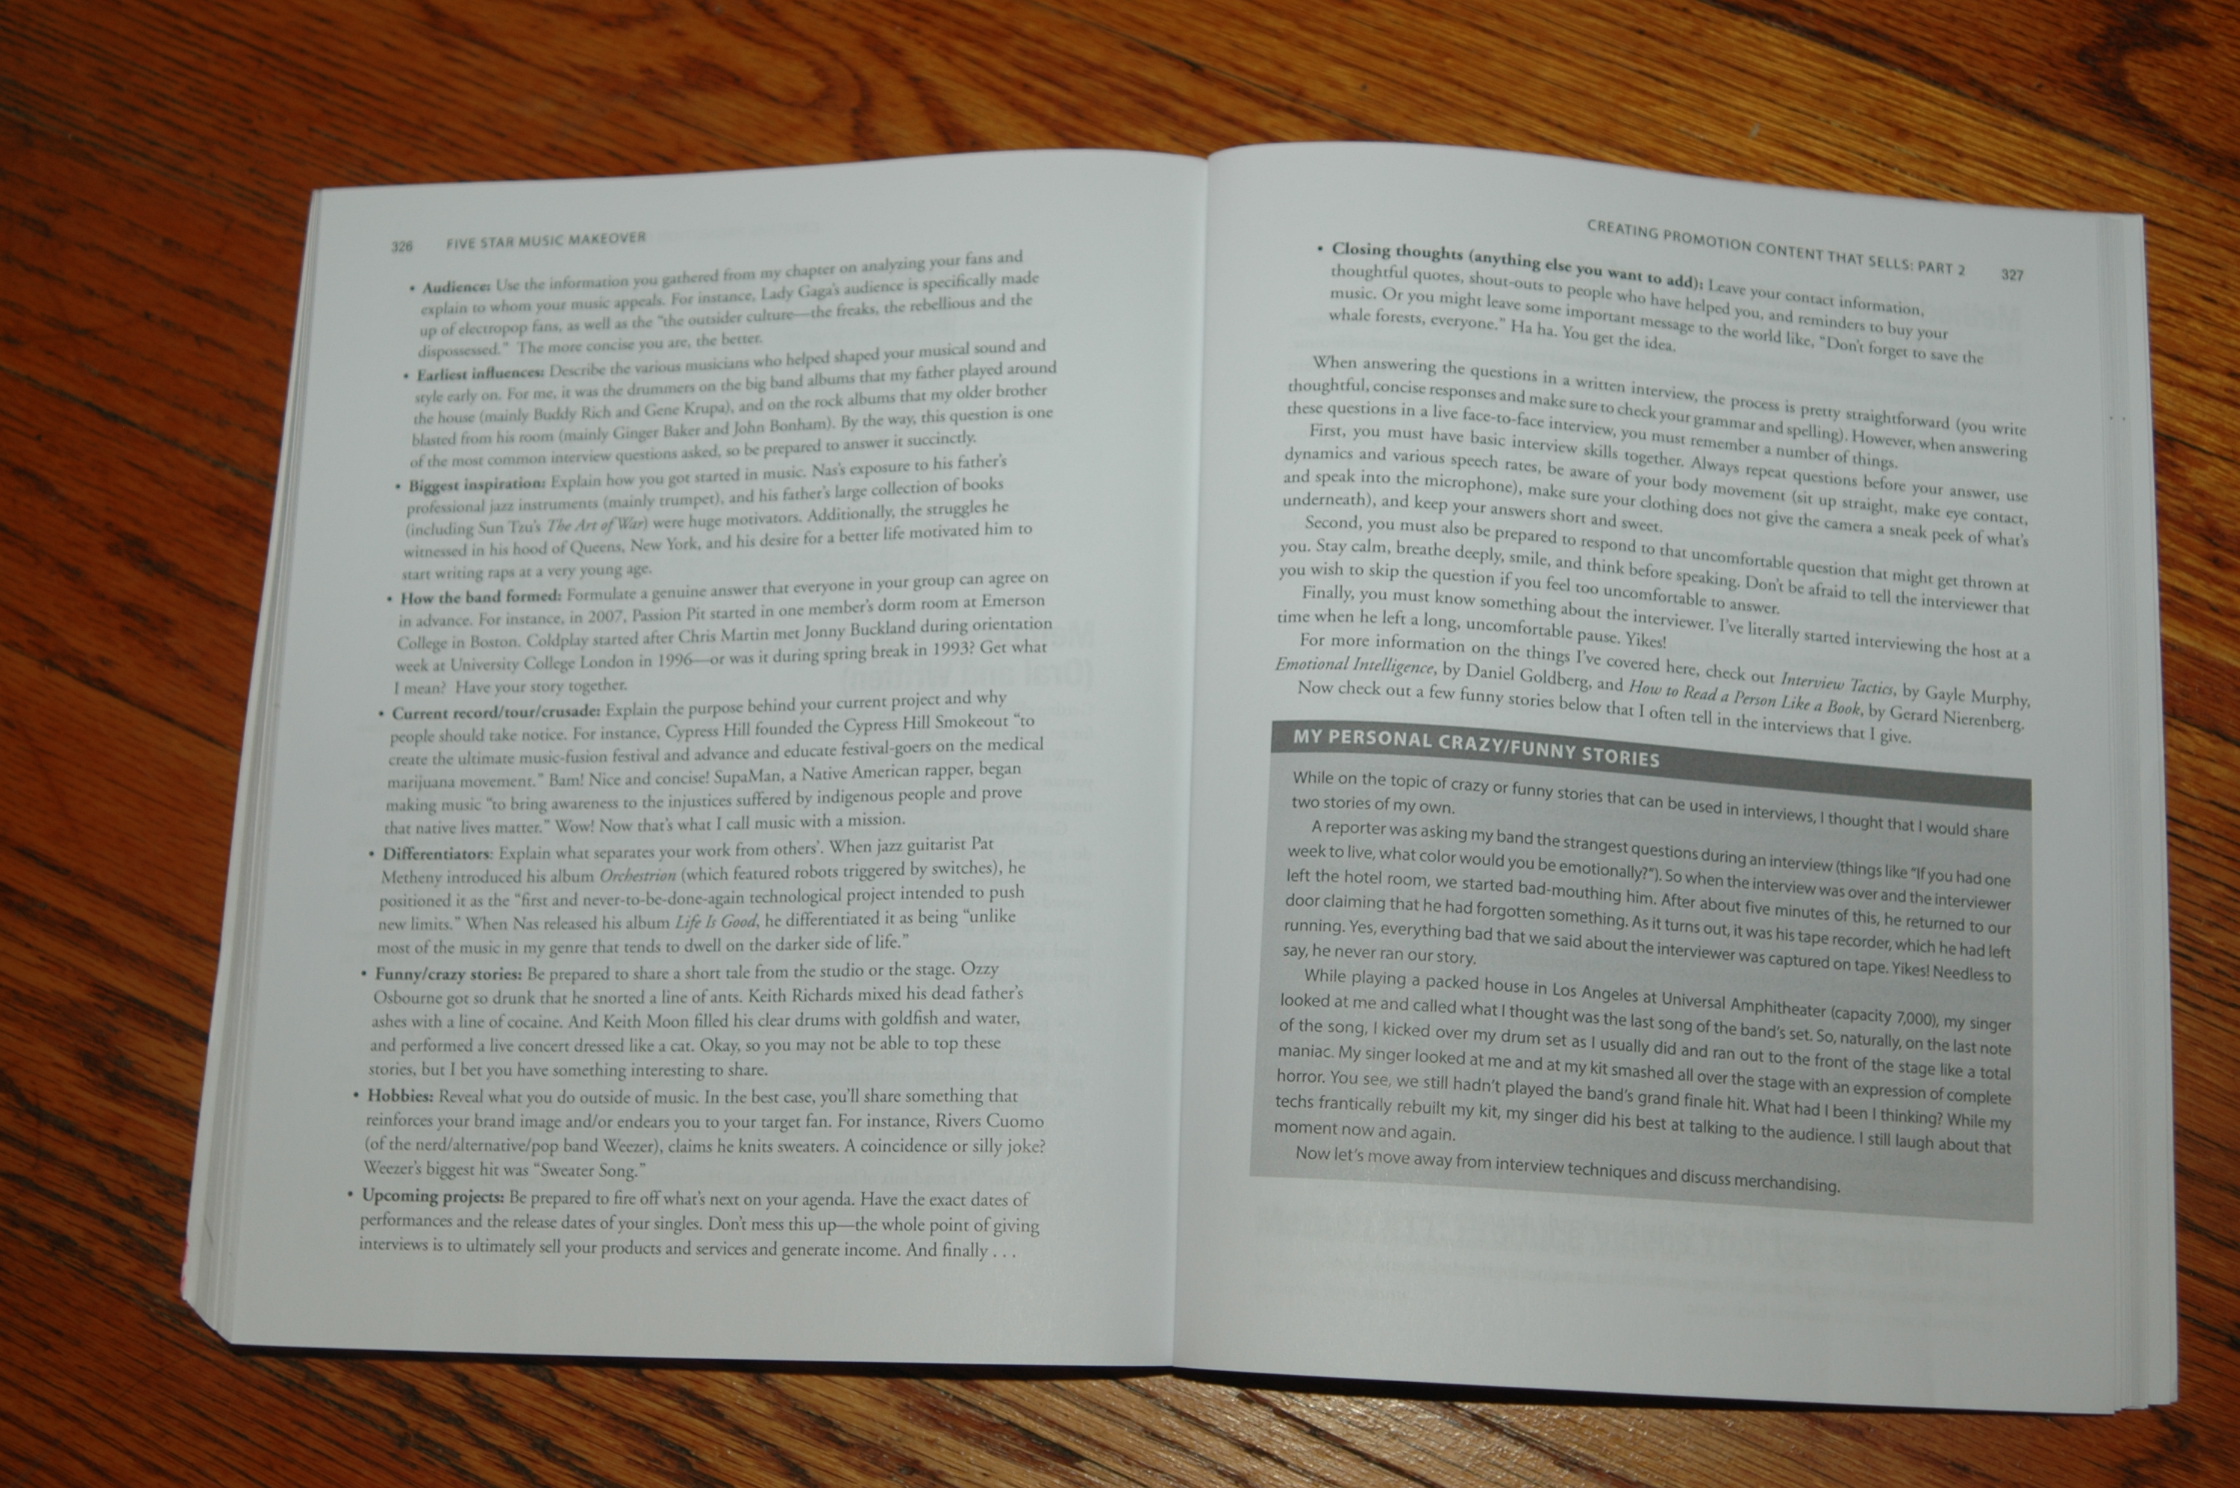 326 FIVE STAR MUSIC MAKEOVER
• Audience: Use the information you gathered from my chapter on analyzing your fans and
explain to whom your music appeals. For instance, Lady Gaga's audience is specifically made
up of electropop fans, as well as the "the outsider culture—the freaks, the rebellious and the
dispossessed." The more concise you are, the better.
• Earliest influences: Describe the various musicians who helped shaped your musical sound and
style early on. For me, it was the drummers on the big band albums that my father played around
the house (mainly Buddy Rich and Gene Krupa), and on the rock albums that my older brother
blasted from his room (mainly Ginger Baker and John Bonham). By the way, this question is one
of the most common interview questions asked, so be prepared to answer it succinctly.
• Biggest inspiration: Explain how you got started in music. Nas's exposure to his father's
professional jazz instruments (mainly trumpet), and his father's large collection of books
(including Sun Tzu's The Art of War) were huge motivators. Additionally, the struggles he
witnessed in his hood of Queens, New York, and his desire for a better life motivated him to
start writing raps at a very young age.
• How the band formed: Formulate a genuine answer that everyone in your group can agree on
in advance. For instance, in 2007, Passion Pit started in one member's dorm room at Emerson
College in Boston. Coldplay started after Chris Martin met Jonny Buckland during orientation
week at University College London in 1996—or was it during spring break in 1993? Get what
I mean? Have your story together.
• Current record/tour/crusade: Explain the purpose behind your current project and why
people should take notice. For instance, Cypress Hill founded the Cypress Hill Smokeout "to
create the ultimate music-fusion festival and advance and educate festival-goers on the medical
marijuana movement." Bam! Nice and concise! SupaMan, a Native American rapper, began
making music "to bring awareness to the injustices suffered by indigenous people and prove
that native lives matter." Wow! Now that's what I call music with a mission.
• Differentiators: Explain what separates your work from others'. When jazz guitarist Pat
Metheny introduced his album Orchestrion (which featured robots triggered by switches), he
positioned it as the "first and never-to-be-done-again technological project intended to push
new limits." When Nas released his album Life Is Good, he differentiated it as being "unlike
most of the music in my genre that tends to dwell on the darker side of life."
• Funny/crazy stories: Be prepared to share a short tale from the studio or the stage. Ozzy
Osbourne got so drunk that he snorted a line of ants. Keith Richards mixed his dead father's
ashes with a line of cocaine. And Keith Moon filled his clear drums with goldfish and water,
and performed a live concert dressed like a cat. Okay, so you may not be able to top these
stories, but I bet you have something interesting to share.
• Hobbies: Reveal what you do outside of music. In the best case, you'll share something that
reinforces your brand image and/or endears you to your target fan. For instance, Rivers Cuomo
(of the nerd/alternative/pop band Weezer), claims he knits sweaters. A coincidence or silly joke?
Weezer's biggest hit was "Sweater Song."
• Upcoming projects: Be prepared to fire off what's next on your agenda. Have the exact dates of
performances and the release dates of your singles. Don't mess this up—the whole point of giving
interviews is to ultimately sell your products and services and generate income. And finally . . .
CREATING PROMOTION CONTENT THAT SELLS: PART 2 327
• Closing thoughts (anything else you want to add): Leave your contact information,
thoughtful quotes, shout-outs to people who have helped you, and reminders to buy your
music. Or you might leave some important message to the world like, "Don't forget to save the
whale forests, everyone." Ha ha. You get the idea.
When answering the questions in a written interview, the process is pretty straightforward (you write
thoughtful, concise responses and make sure to check your grammar and spelling). However, when answering
these questions in a live face-to-face interview, you must remember a number of things.
First, you must have basic interview skills together. Always repeat questions before your answer, use
dynamics and various speech rates, be aware of your body movement (sit up straight, make eye contact,
and speak into the microphone), make sure your clothing does not give the camera a sneak peek of what's
underneath), and keep your answers short and sweet.
Second, you must also be prepared to respond to that uncomfortable question that might get thrown at
you. Stay calm, breathe deeply, smile, and think before speaking. Don't be afraid to tell the interviewer that
you wish to skip the question if you feel too uncomfortable to answer.
Finally, you must know something about the interviewer. I've literally started interviewing the host at a
time when he left a long, uncomfortable pause. Yikes!
For more information on the things I've covered here, check out Interview Tactics, by Gayle Murphy,
Emotional Intelligence, by Daniel Goldberg, and How to Read a Person Like a Book, by Gerard Nierenberg.
Now check out a few funny stories below that I often tell in the interviews that I give.
MY PERSONAL CRAZY/FUNNY STORIES
While on the topic of crazy or funny stories that can be used in interviews, I thought that I would share
two stories of my own.
A reporter was asking my band the strangest questions during an interview (things like "If you had one
week to live, what color would you be emotionally?"). So when the interview was over and the interviewer
left the hotel room, we started bad-mouthing him. After about five minutes of this, he returned to our
door claiming that he had forgotten something. As it turns out, it was his tape recorder, which he had left
running. Yes, everything bad that we said about the interviewer was captured on tape. Yikes! Needless to
say, he never ran our story.
While playing a packed house in Los Angeles at Universal Amphitheater (capacity 7,000), my singer
looked at me and called what I thought was the last song of the band's set. So, naturally, on the last note
of the song, I kicked over my drum set as I usually did and ran out to the front of the stage like a total
maniac. My singer looked at me and at my kit smashed all over the stage with an expression of complete
horror. You see, we still hadn't played the band's grand finale hit. What had I been I thinking? While my
techs frantically rebuilt my kit, my singer did his best at talking to the audience. I still laugh about that
moment now and again.
Now let's move away from interview techniques and discuss merchandising.